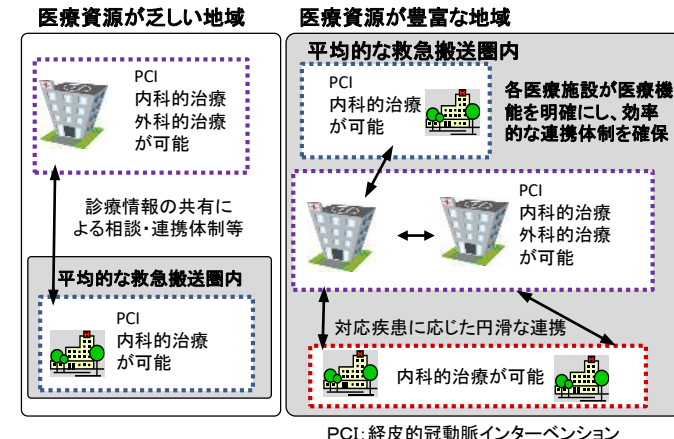 医療資源が乏しい地域
PCI
内科的治療
外科的治療
が可能
診療情報の共有に
よる相談・連携体制等
平均的な救急搬送圏内
PCI
内科的治療
が可能
医療資源が豊富な地域
平均的な救急搬送圏内
PCI
内科的治療
が可能
各医療施設が医療機
能を明確にし、効率
的な連携体制を確保
PCI
内科的治療
外科的治療
が可能
対応疾患に応じた円滑な連携
内科的治療が可能
PCI:経皮的冠動脈インターベンション